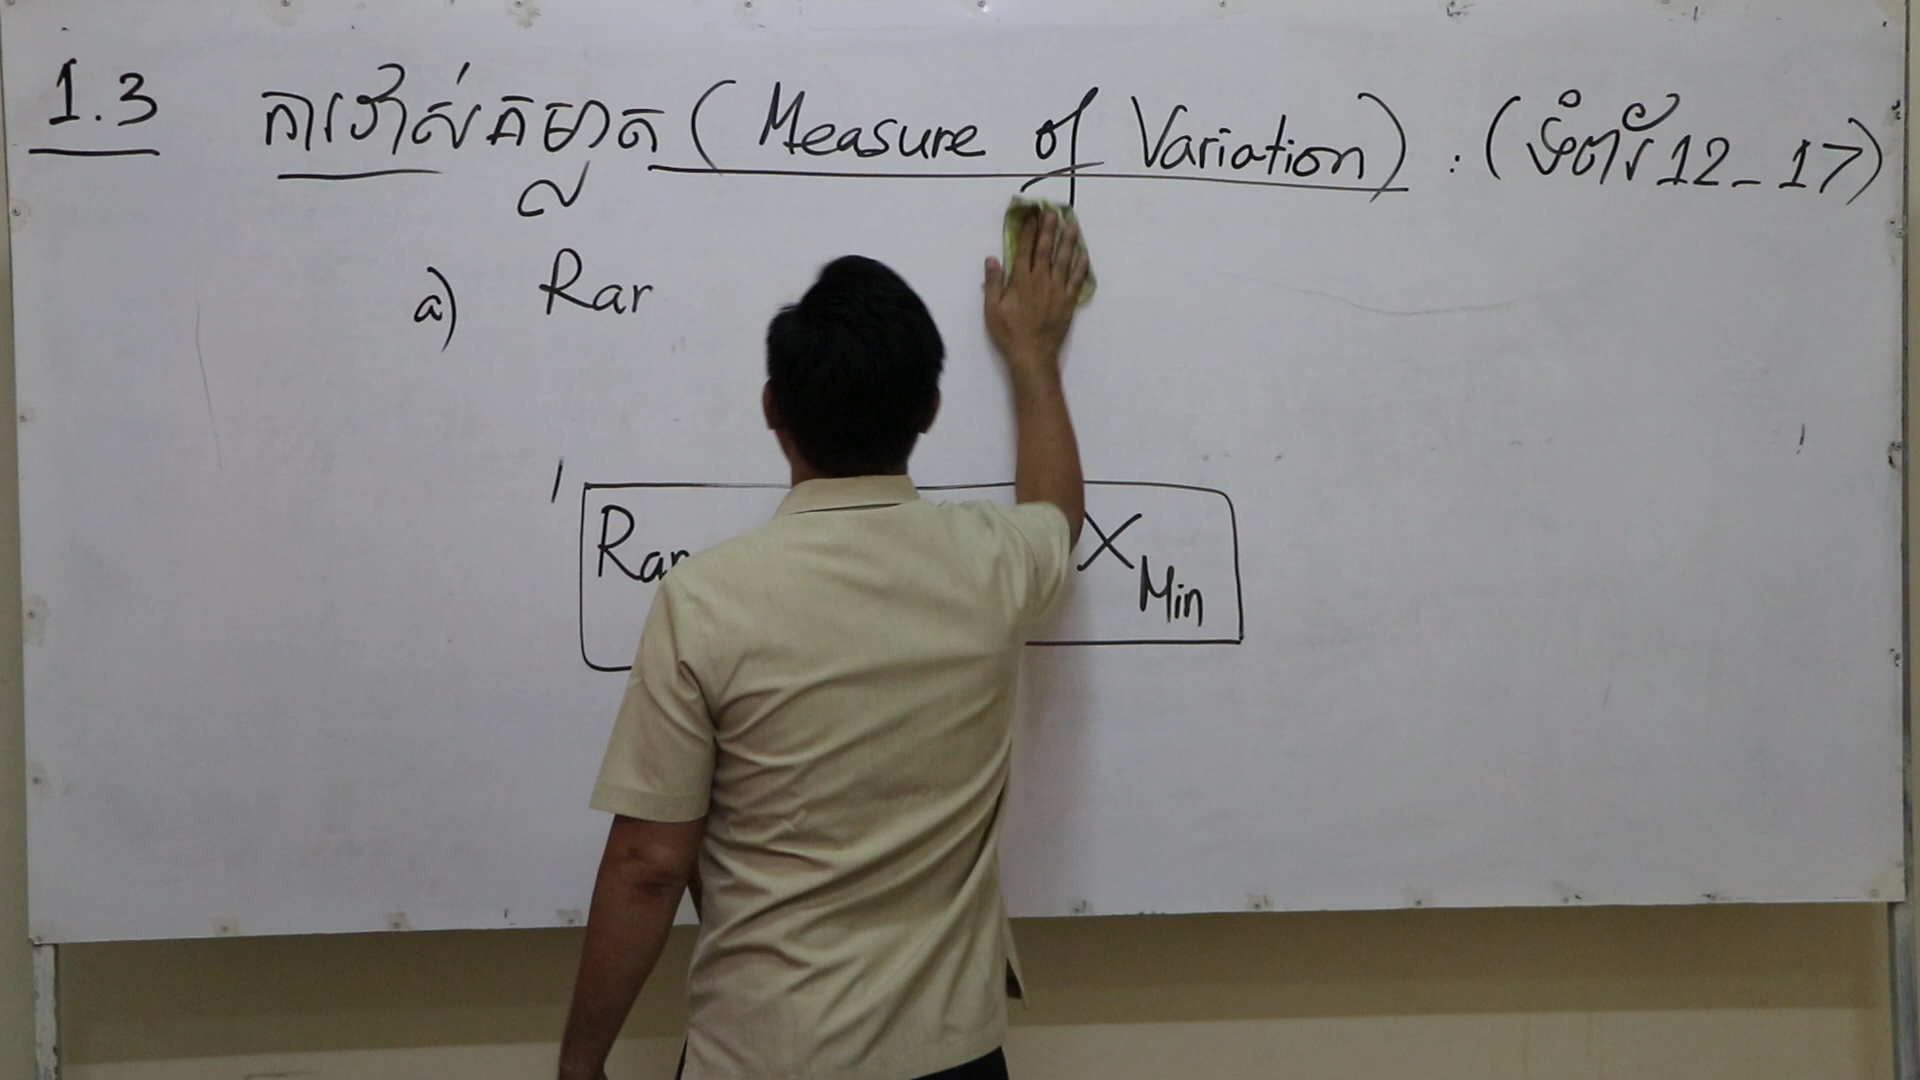 1.3 ការវាស់គម្លាត (Measure of Variation) : (ទំព័រ 12-17)
a) Rar
Ran X Min